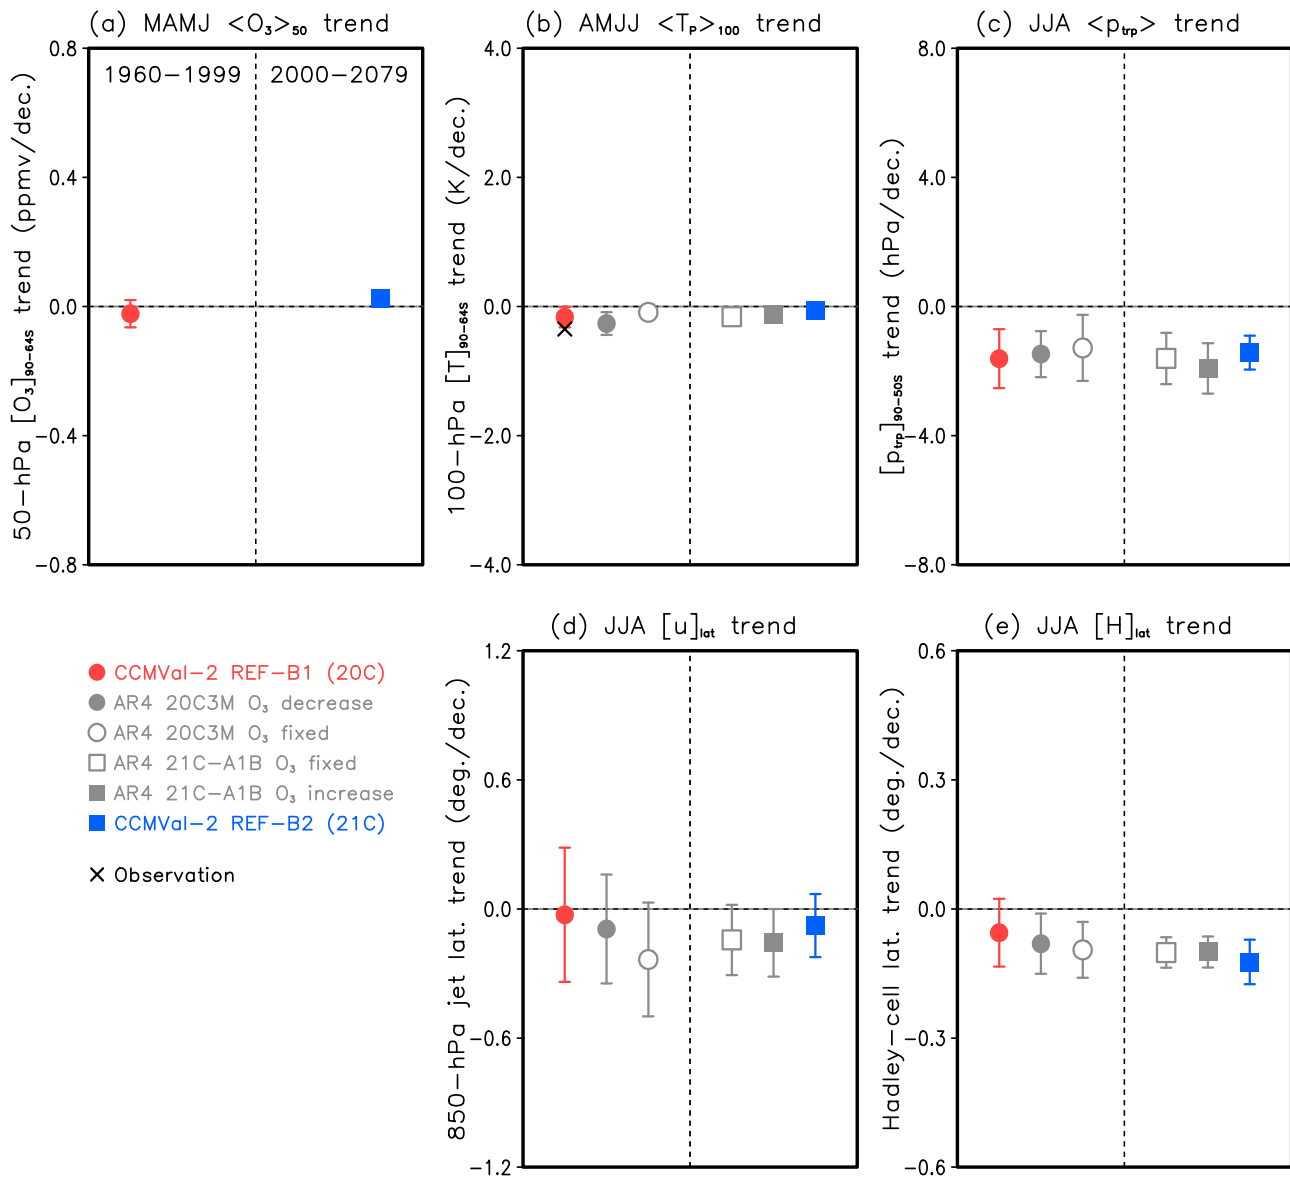 (a) MAMJ <O₃>₅₀ trend
(b) AMJJ <Tₚ>₁₀₀ trend
(c) JJA <pₜᵣₚ> trend
1960−1999
2000−2079
50−hPa [O₃]₉₀₋₆₄ₛ trend (ppmv/dec.)
0.8
0.4
0.0
−0.4
−0.8
100−hPa [T]₉₀₋₆₄ₛ trend (K/dec.)
4.0
2.0
0.0
−2.0
−4.0
[pₜᵣₚ]₉₀₋₅₀ₛ trend (hPa/dec.)
8.0
4.0
0.0
−4.0
−8.0
CCMVal−2 REF−B1 (20C)
AR4 20C3M O₃ decrease
AR4 20C3M O₃ fixed
AR4 21C−A1B O₃ fixed
AR4 21C−A1B O₃ increase
CCMVal−2 REF−B2 (21C)
Observation
(d) JJA [u]ₗₐₜ trend
850−hPa jet lat. trend (deg./dec.)
1.2
0.6
0.0
−0.6
−1.2
(e) JJA [H]ₗₐₜ trend
Hadley−cell lat. trend (deg./dec.)
0.6
0.3
0.0
−0.3
−0.6